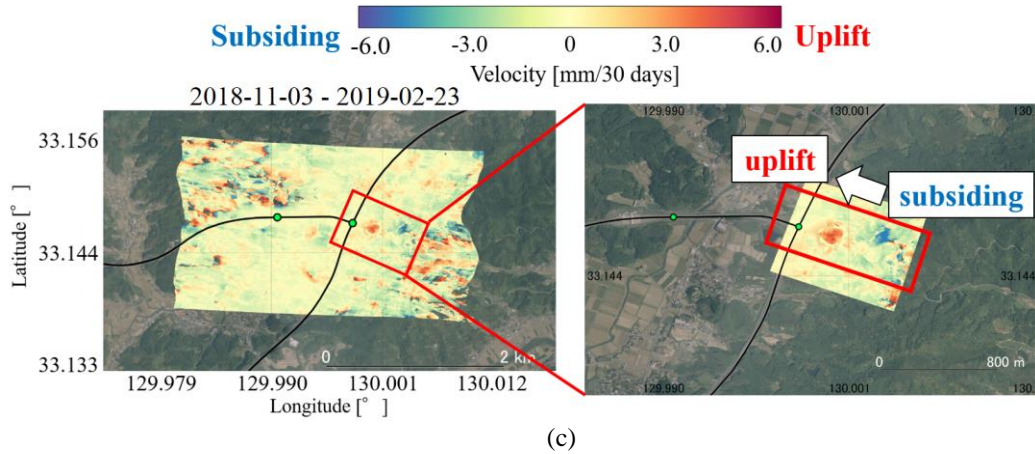 Subsiding -6.0 -3.0 0 3.0 6.0 Uplift
Velocity [mm/30 days]
2018-11-03 - 2019-02-23
33.156
33.144
33.133
Latitude [° ]
129.979 129.990 130.001 130.012
Longitude [° ]
0 2 km
129.990 130.001 130.
uplift
subsiding
33.144 33.144
0 800 m
129.990 130.001 130.
(c)